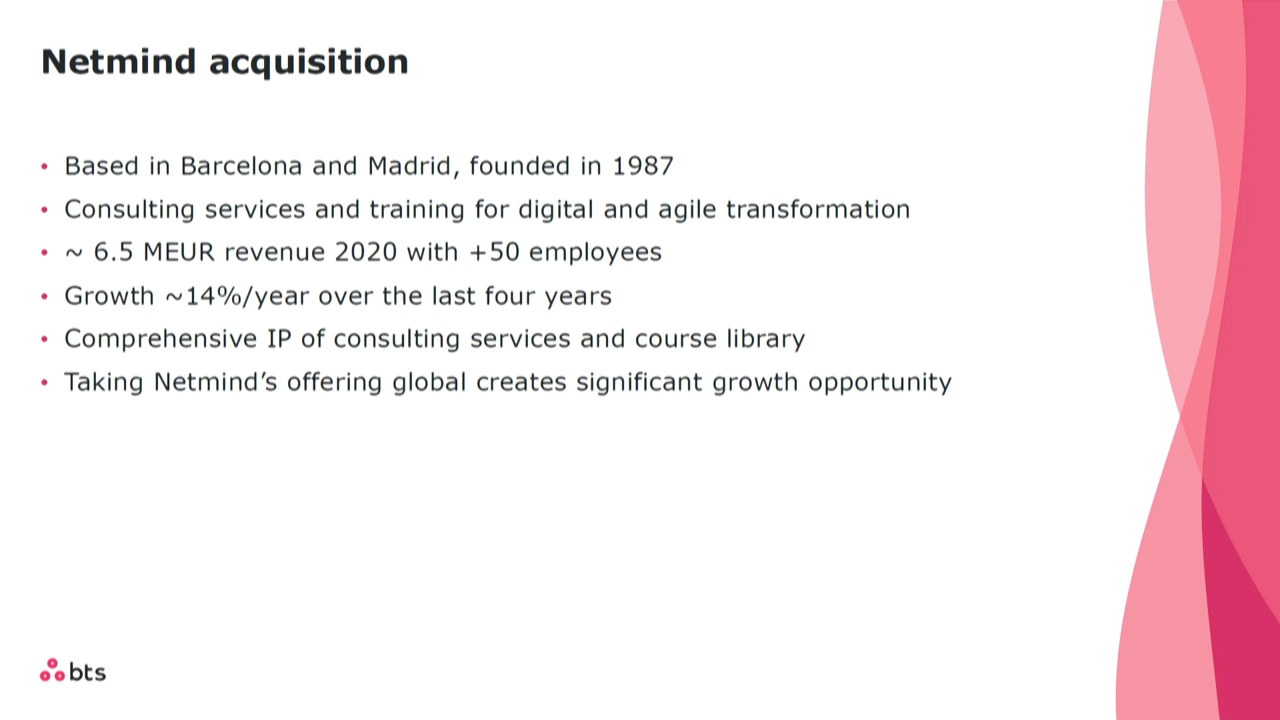 Netmind acquisition
• Based in Barcelona and Madrid, founded in 1987
• Consulting services and training for digital and agile transformation
• ~ 6.5 MEUR revenue 2020 with +50 employees
• Growth ~14%/year over the last four years
• Comprehensive IP of consulting services and course library
• Taking Netmind’s offering global creates significant growth opportunity
bts